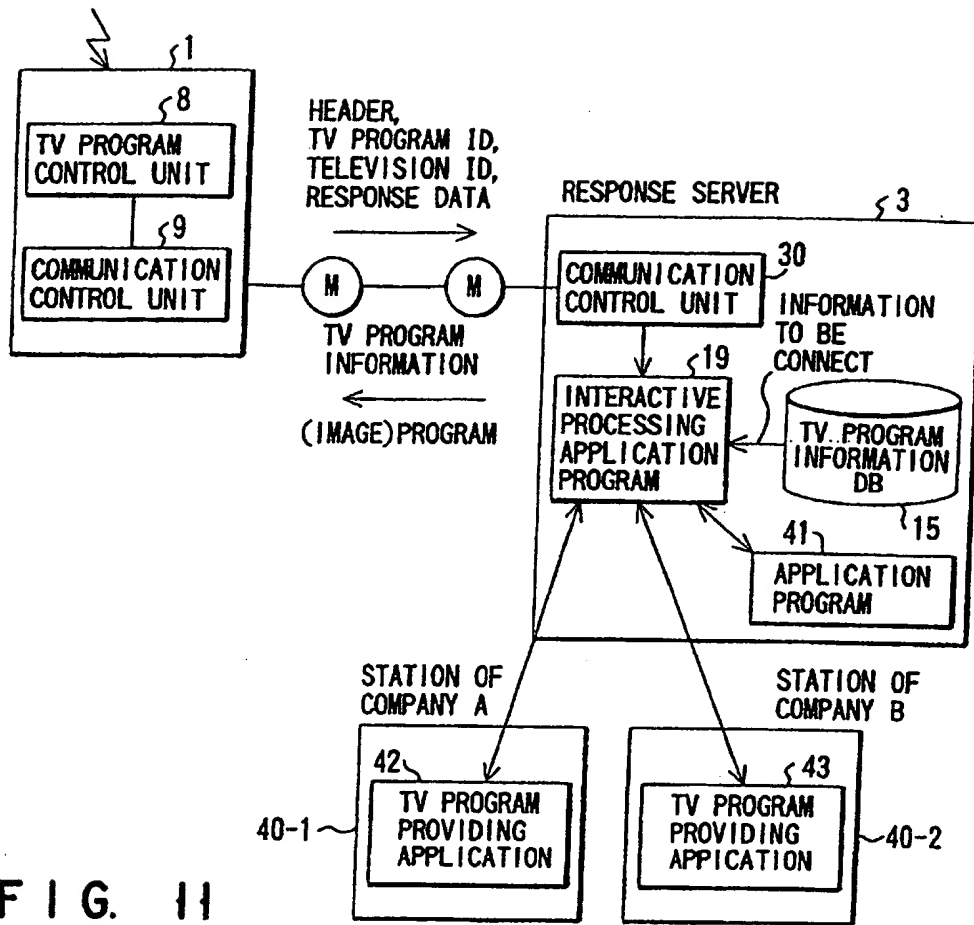 1
8
TV PROGRAM
CONTROL UNIT
9
COMMUNICATION
CONTROL UNIT
HEADER,
TV PROGRAM ID,
TELEVISION ID,
RESPONSE DATA
M
M
TV PROGRAM
INFORMATION
(IMAGE)PROGRAM
RESPONSE SERVER
3
COMMUNICATION
CONTROL UNIT
30
INFORMATION
TO BE
CONNECT
19
INTERACTIVE
PROCESSING
APPLICATION
PROGRAM
TV PROGRAM
INFORMATION
DB
15
41
APPLICATION
PROGRAM
STATION OF
COMPANY A
42
TV PROGRAM
PROVIDING
APPLICATION
40-1
STATION OF
COMPANY B
43
TV PROGRAM
PROVIDING
APPICATION
40-2
FIG. 11